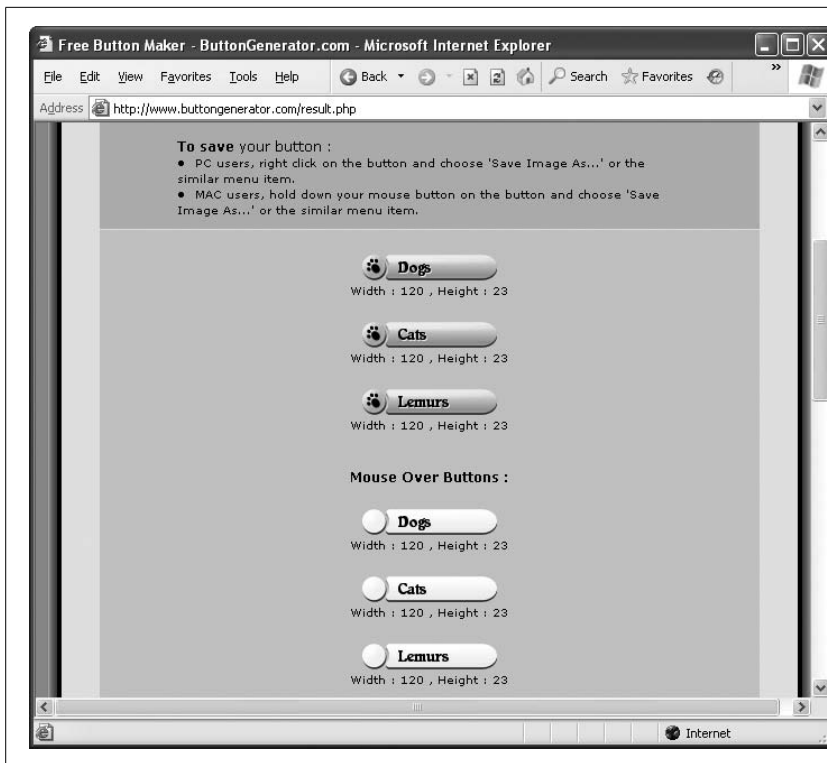 Free Button Maker - ButtonGenerator.com - Microsoft Internet Explorer
File Edit View Favorites Tools Help Back Search Favorites »
Address http://www.buttongenerator.com/result.php
To save your button :
• PC users, right click on the button and choose 'Save Image As...' or the
similar menu item.
• MAC users, hold down your mouse button on the button and choose 'Save
Image As...' or the similar menu item.
Dogs
Width : 120 , Height : 23
Cats
Width : 120 , Height : 23
Lemurs
Width : 120 , Height : 23
Mouse Over Buttons :
Dogs
Width : 120 , Height : 23
Cats
Width : 120 , Height : 23
Lemurs
Width : 120 , Height : 23
Internet